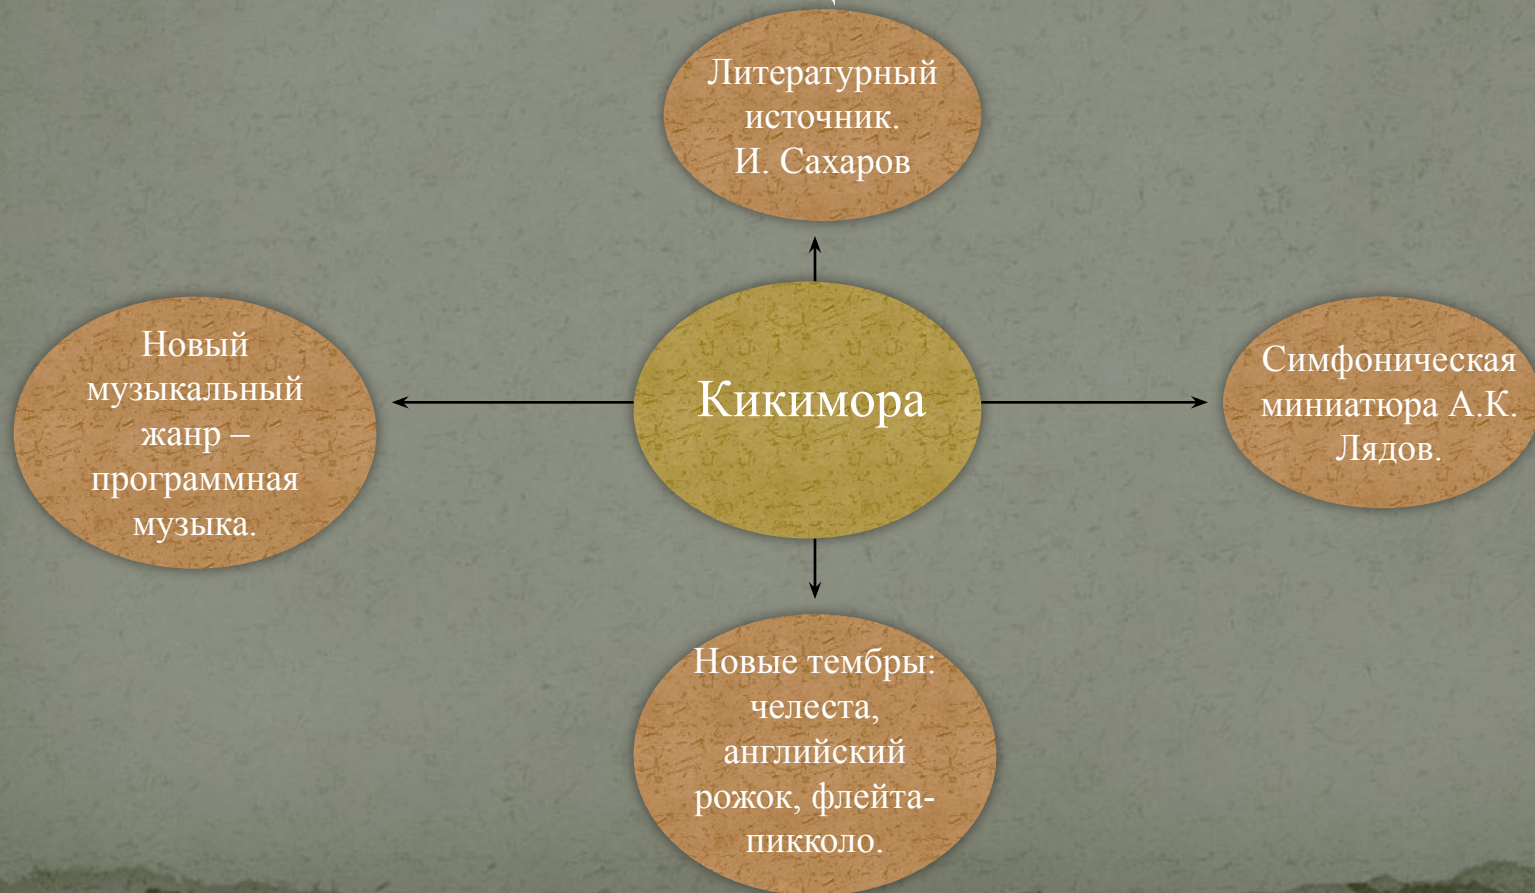 Литературный
источник.
И. Сахаров
Новый
музыкальный
жанр –
программная
музыка.
Кикимора
Симфоническая
миниатюра А.К.
Лядов.
Новые тембры:
челеста,
английский
рожок, флейта-
пикколо.